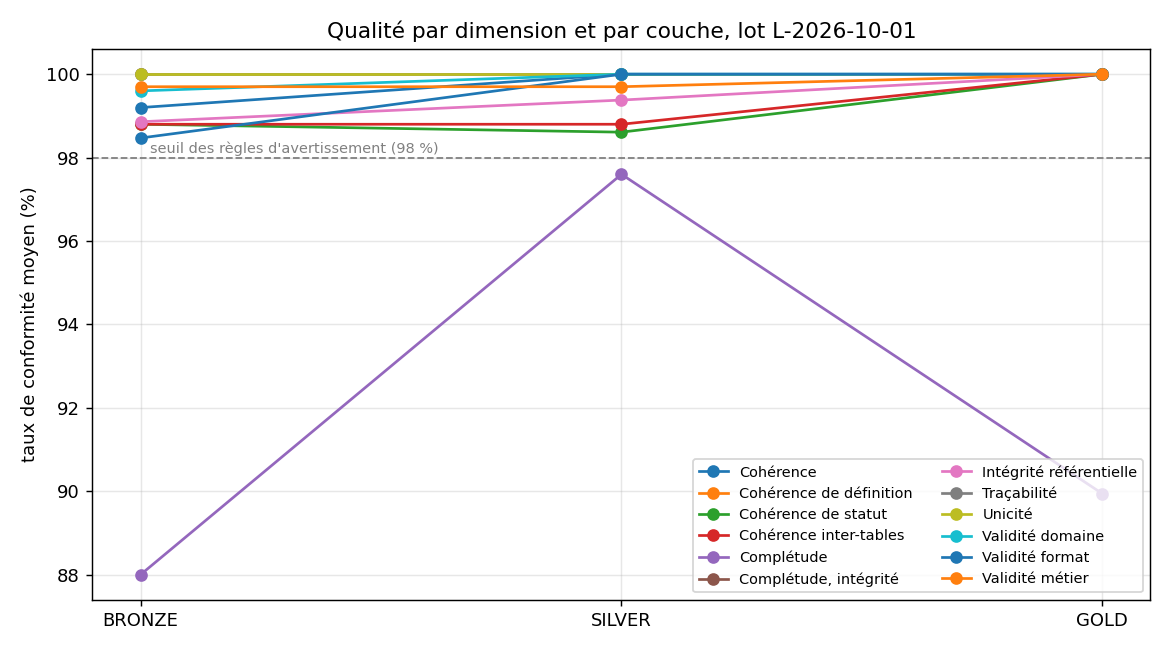 Qualité par dimension et par couche, lot L-2026-10-01
taux de conformité moyen (%)
100
98
96
94
92
90
88
seuil des règles d'avertissement (98 %)
Cohérence
Cohérence de définition
Cohérence de statut
Cohérence inter-tables
Complétude
Complétude, intégrité
Intégrité référentielle
Traçabilité
Unicité
Validité domaine
Validité format
Validité métier
BRONZE
SILVER
GOLD